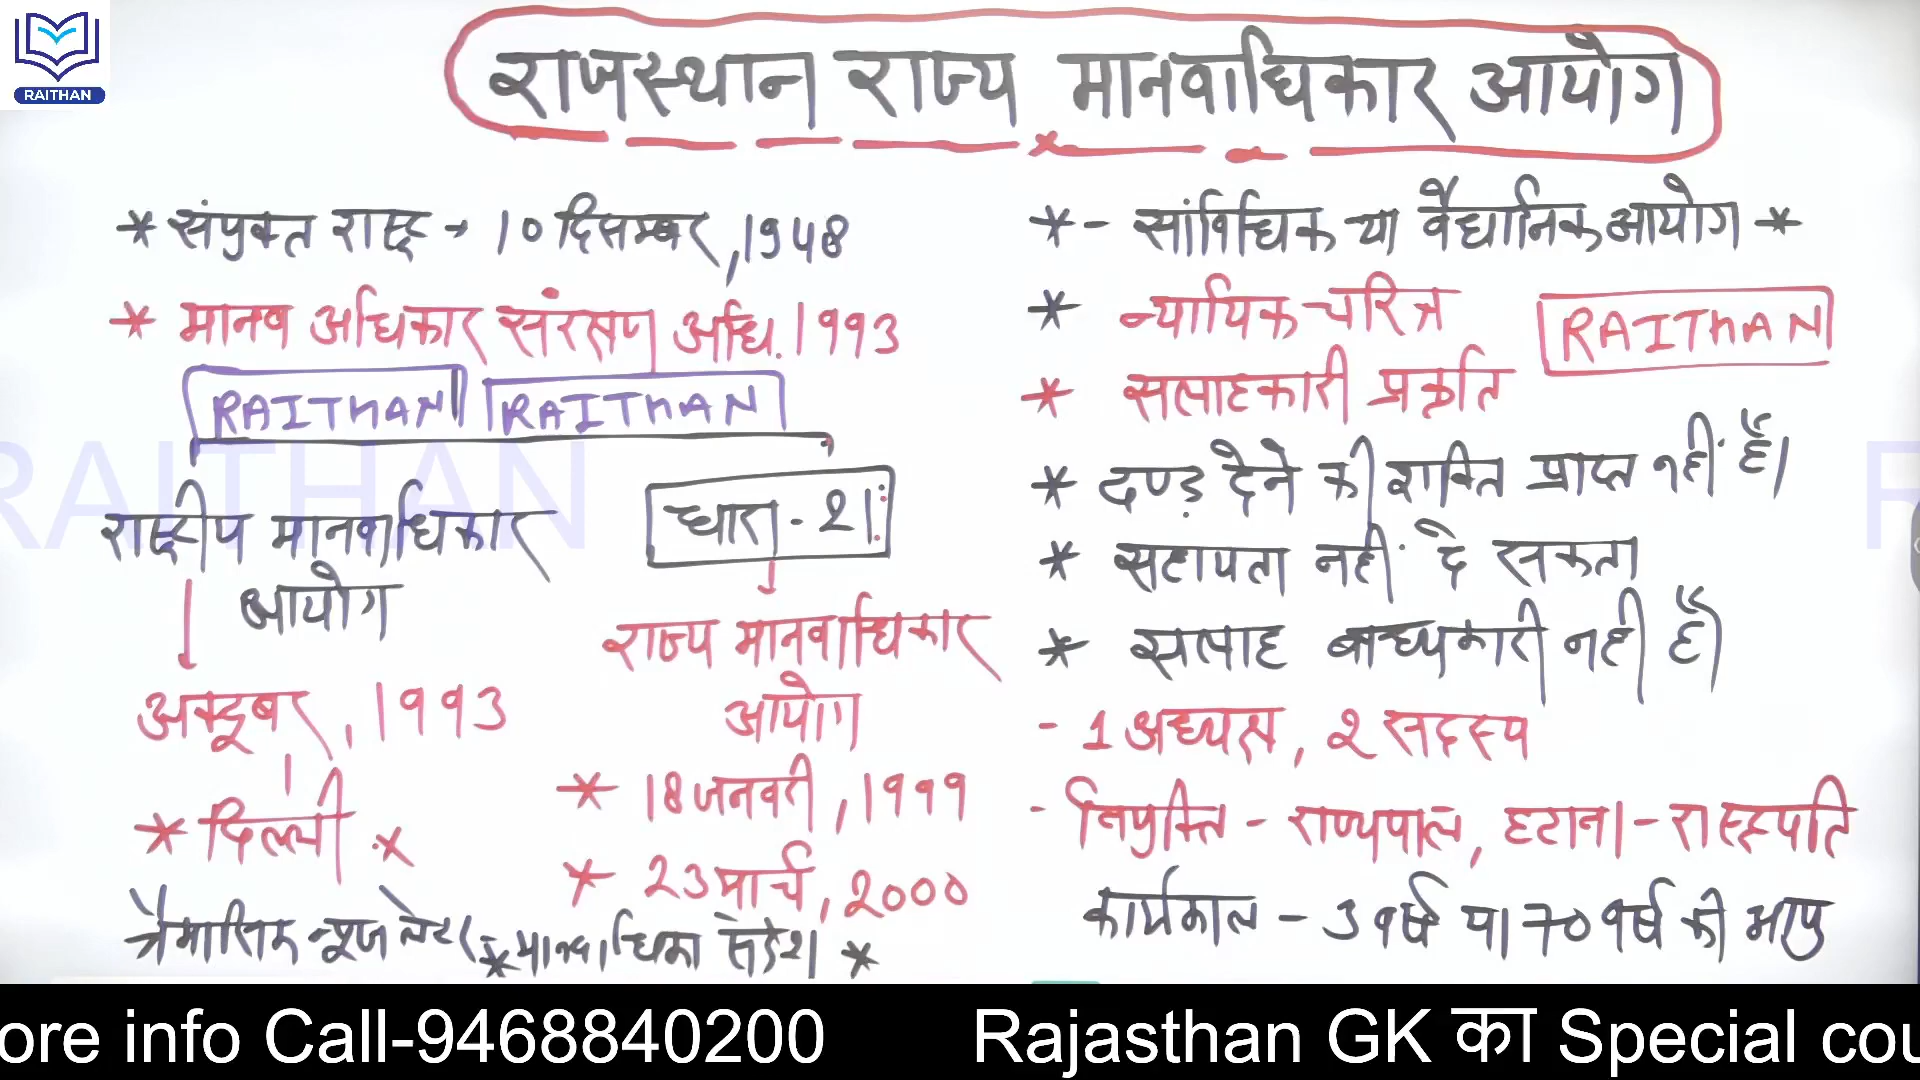 RAITHAN
राजस्थान राज्य मानवाधिकार आयोग
* संयुक्त राष्ट्र → 10 दिसम्बर, 1948
* मानव अधिकार संरक्षण अधि. 1993
RAITHAN RAITHAN
राष्ट्रीय मानवाधिकार
आयोग
अक्टूबर, 1993
* दिल्ली *
धारा - 21
राज्य मानवाधिकार
आयोग
* 18 जनवरी, 1999
* 23 मार्च, 2000
त्रैमासिक न्यूज लेटर * मानवाधिकार संदेश *
* - सांविधिक या वैधानिक आयोग *
* न्यायिक चरित्र
RAITHAN
* सलाहकारी प्रकृति
* दण्ड़ देने की शक्ति प्राप्त नहीं है।
* सहायता नहीं दे सकता
* सलाह बाध्यकारी नही है।
- 1 अध्यक्ष, 2 सदस्य
- नियुक्ति - राज्यपाल, हटाना - राष्ट्रपति
कार्यकाल - 3 वर्ष या 70 वर्ष की आयु
RAITHAN
R
ore info Call-9468840200 Rajasthan GK का Special cou